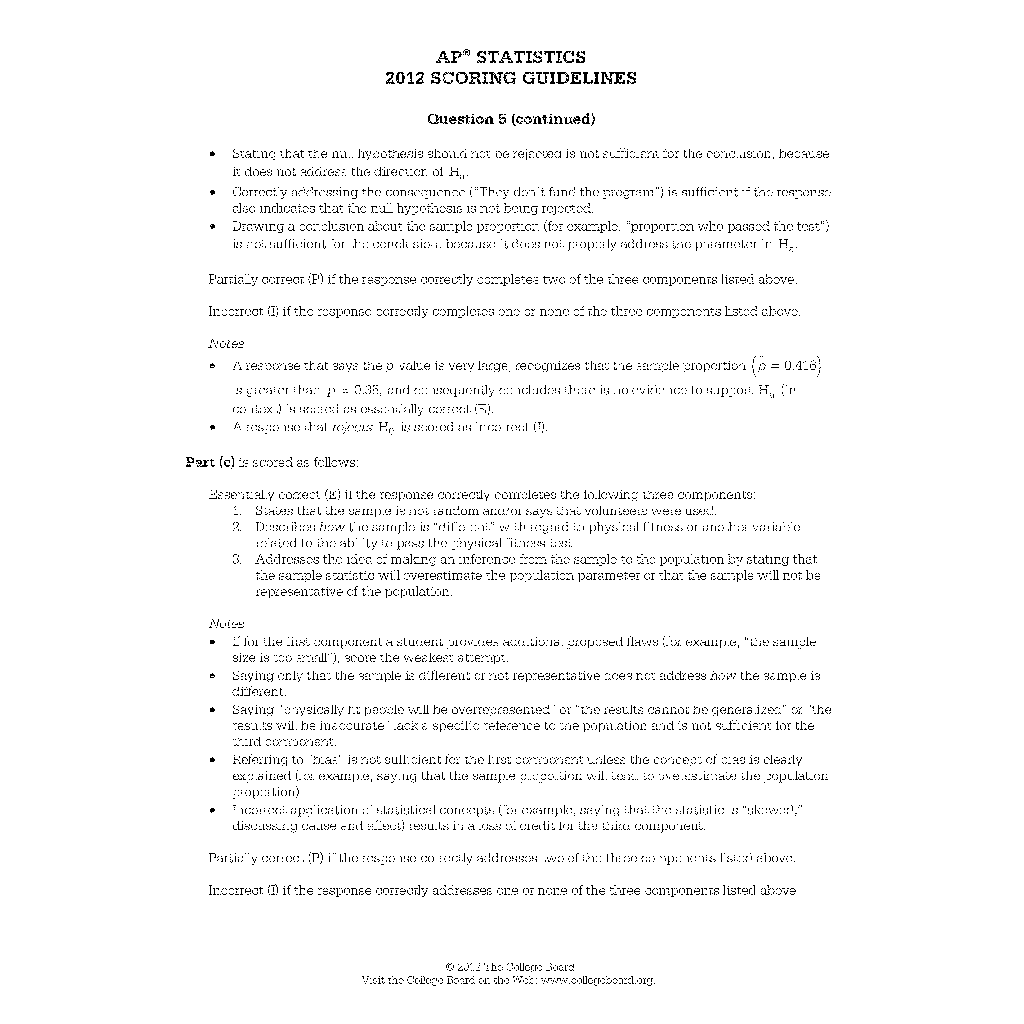 AP® STATISTICS
2012 SCORING GUIDELINES
Question 5 (continued)
• Stating that the null hypothesis should not be rejected is not sufficient for the conclusion, because
it does not address the direction of Hₐ.
• Correctly addressing the consequence (“They don’t fund the program”) is sufficient if the response
also indicates that the null hypothesis is not being rejected.
• Drawing a conclusion about the sample proportion (for example, “proportion who passed the test”)
is not sufficient for the conclusion, because it does not properly address the parameter in Hₐ.
Partially correct (P) if the response correctly completes two of the three components listed above.
Incorrect (I) if the response correctly completes one or none of the three components listed above.
Notes
• A response that says the p-value is very large, recognizes that the sample proportion (p̂ = 0.416)
is greater than p = 0.35, and consequently concludes there is no evidence to support Hₐ (in
context) is scored as essentially correct (E).
• A response that rejects H₀ is scored as incorrect (I).
Part (c) is scored as follows:
Essentially correct (E) if the response correctly completes the following three components:
1. States that the sample is not random and/or says that volunteers were used.
2. Describes how the sample is “different” with regard to physical fitness or another variable
related to the ability to pass the physical fitness test.
3. Addresses the idea of making an inference from the sample to the population by stating that
the sample statistic will overestimate the population parameter or that the sample will not be
representative of the population.
Notes
• If for the first component a student provides additional proposed flaws (for example, “the sample
size is too small”), score the weakest attempt.
• Saying only that the sample is different or not representative does not address how the sample is
different.
• Saying “physically fit people will be overrepresented” or “the results cannot be generalized” or “the
results will be inaccurate” lack a specific reference to the population and is not sufficient for the
third component.
• Referring to “bias” is not sufficient for the first component unless the concept of bias is clearly
explained (for example, saying that the sample proportion will tend to overestimate the population
proportion).
• Incorrect application of statistical concepts (for example, saying that the statistic is “skewed,”
discussing cause and effect) results in a loss of credit for the third component.
Partially correct (P) if the response correctly addresses two of the three components listed above.
Incorrect (I) if the response correctly addresses one or none of the three components listed above
© 2012 The College Board.
Visit the College Board on the Web: www.collegeboard.org.